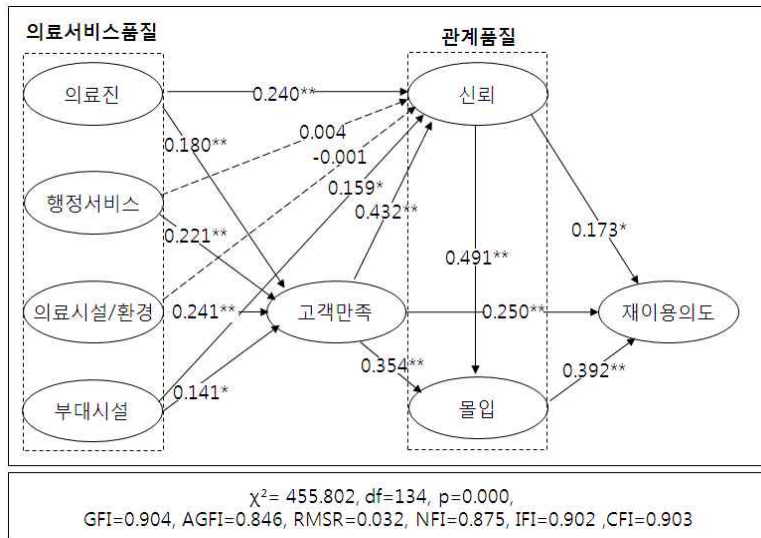 의료서비스품질
관계품질
의료진
0.240**
신뢰
0.180**
0.004
-0.001
행정서비스
0.159*
0.432**
0.221**
0.173*
0.491**
의료시설/환경
0.241**
고객만족
0.250**
재이용의도
0.354**
0.141*
0.392**
부대시설
몰입
χ²= 455.802, df=134, p=0.000,
GFI=0.904, AGFI=0.846, RMSR=0.032, NFI=0.875, IFI=0.902 ,CFI=0.903